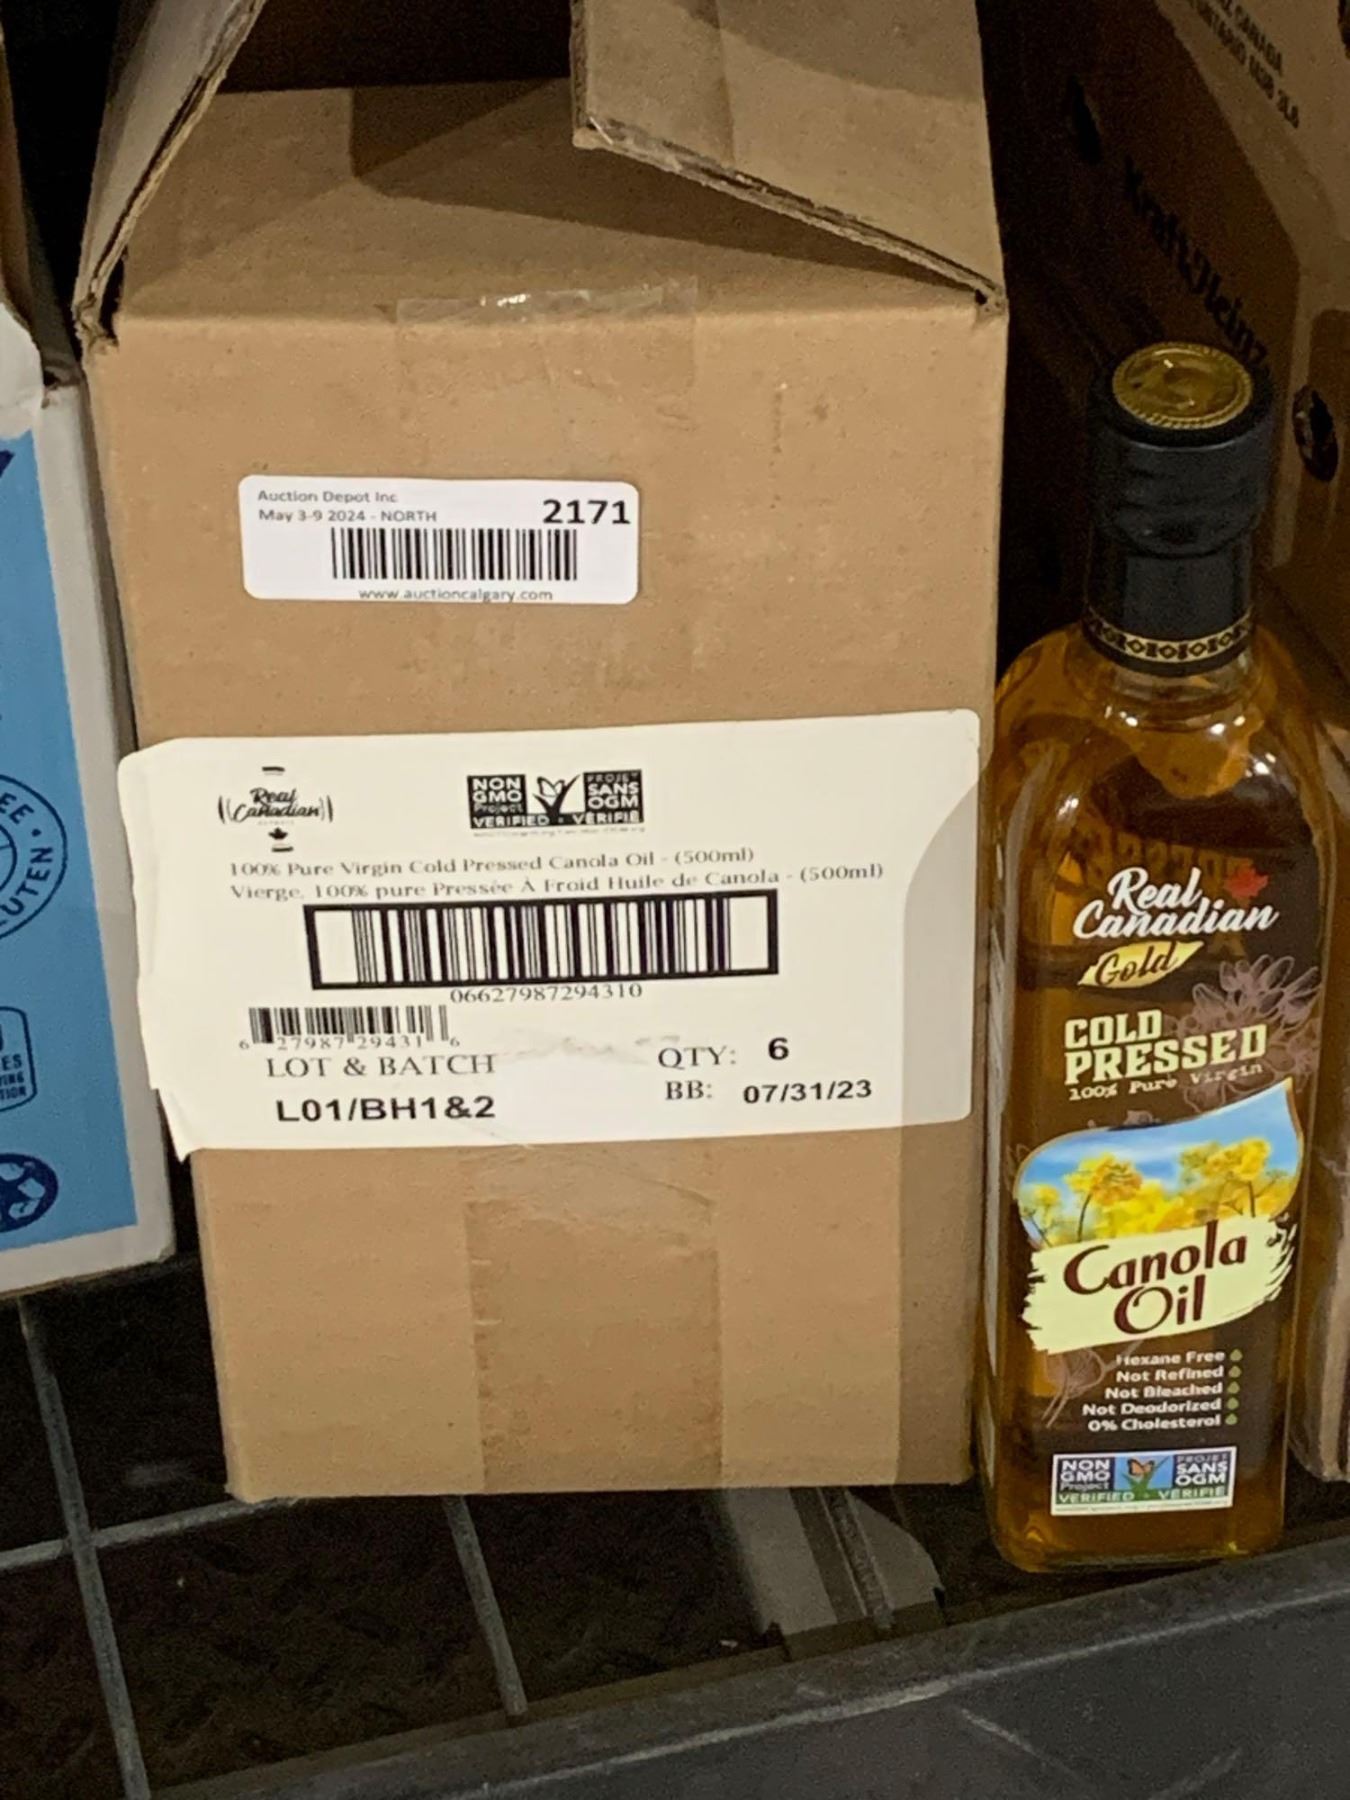 Auction Depot Inc
May 3-9 2024 - NORTH
2171
www.auctioncalgary.com
Real
Canadian
NON
GMO
Project
VERIFIED
PROJET
SANS
OGM
VÉRIFIÉ
100% Pure Virgin Cold Pressed Canola Oil - (500ml)
Vierge, 100% pure Pressée À Froid Huile de Canola - (500ml)
06627987294310
6 27987 29431 6
LOT & BATCH
L01/BH1&2
QTY: 6
BB: 07/31/23
KraftHeinz
Real
Canadian
Gold
COLD
PRESSED
100% Pure Virgin
Canola
Oil
Hexane Free
Not Refined
Not Bleached
Not Deodorized
0% Cholesterol
NON
GMO
Project
VERIFIED
PROJET
SANS
OGM
VÉRIFIÉ